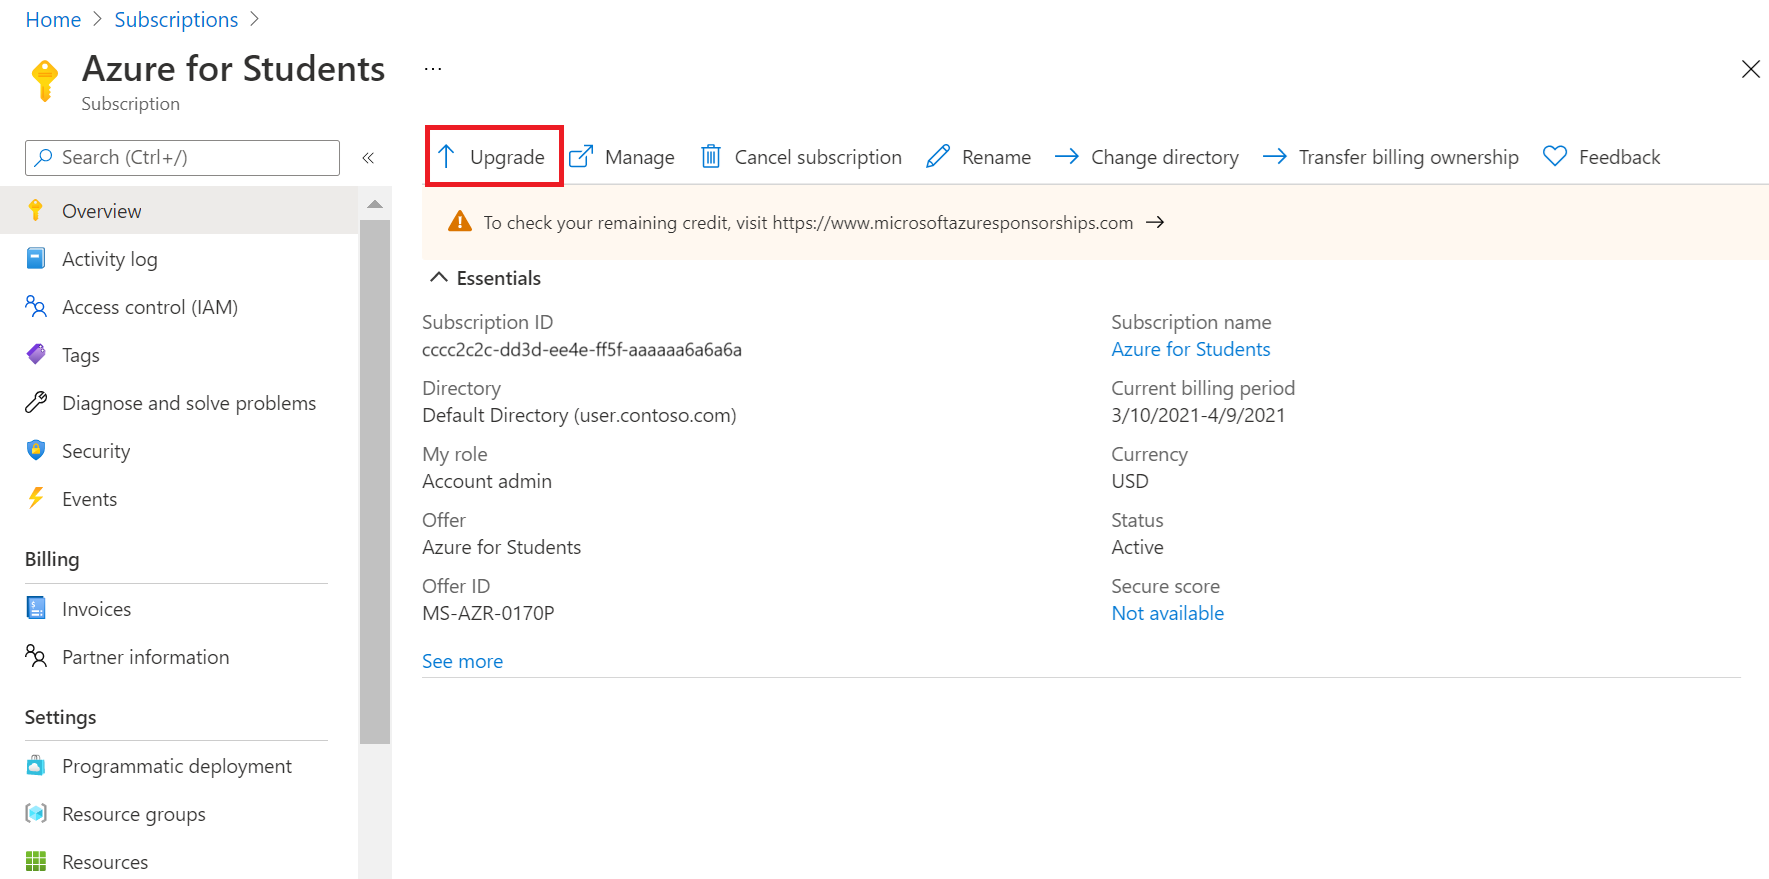 Home > Subscriptions >
Azure for Students ...
Subscription
Search (Ctrl+/) «
Upgrade Manage Cancel subscription Rename Change directory Transfer billing ownership Feedback
To check your remaining credit, visit https://www.microsoftazuresponsorships.com →
Overview
Activity log
Access control (IAM)
Tags
Diagnose and solve problems
Security
Events
Billing
Invoices
Partner information
Settings
Programmatic deployment
Resource groups
Resources
Essentials
Subscription ID
cccc2c2c-dd3d-ee4e-ff5f-aaaaaa6a6a6a
Directory
Default Directory (user.contoso.com)
My role
Account admin
Offer
Azure for Students
Offer ID
MS-AZR-0170P
See more
Subscription name
Azure for Students
Current billing period
3/10/2021-4/9/2021
Currency
USD
Status
Active
Secure score
Not available